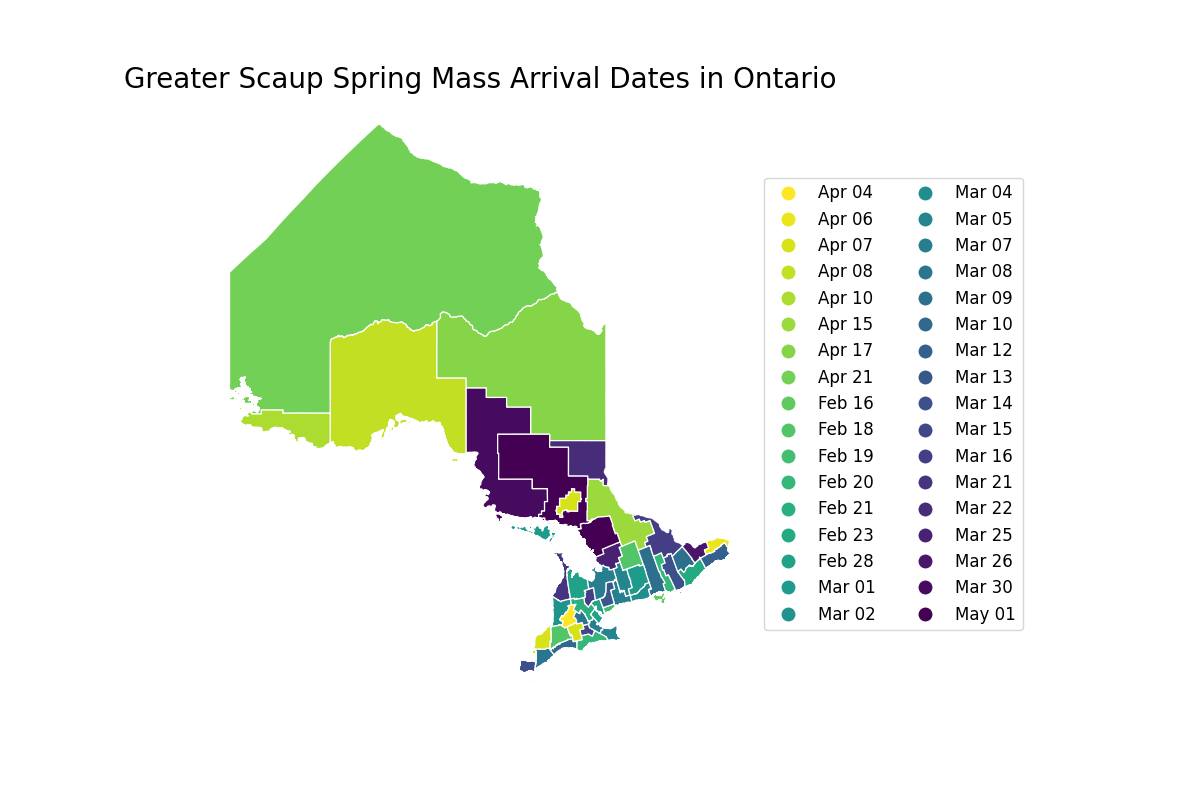 Greater Scaup Spring Mass Arrival Dates in Ontario
Apr 04
Apr 06
Apr 07
Apr 08
Apr 10
Apr 15
Apr 17
Apr 21
Feb 16
Feb 18
Feb 19
Feb 20
Feb 21
Feb 23
Feb 28
Mar 01
Mar 02
Mar 04
Mar 05
Mar 07
Mar 08
Mar 09
Mar 10
Mar 12
Mar 13
Mar 14
Mar 15
Mar 16
Mar 21
Mar 22
Mar 25
Mar 26
Mar 30
May 01